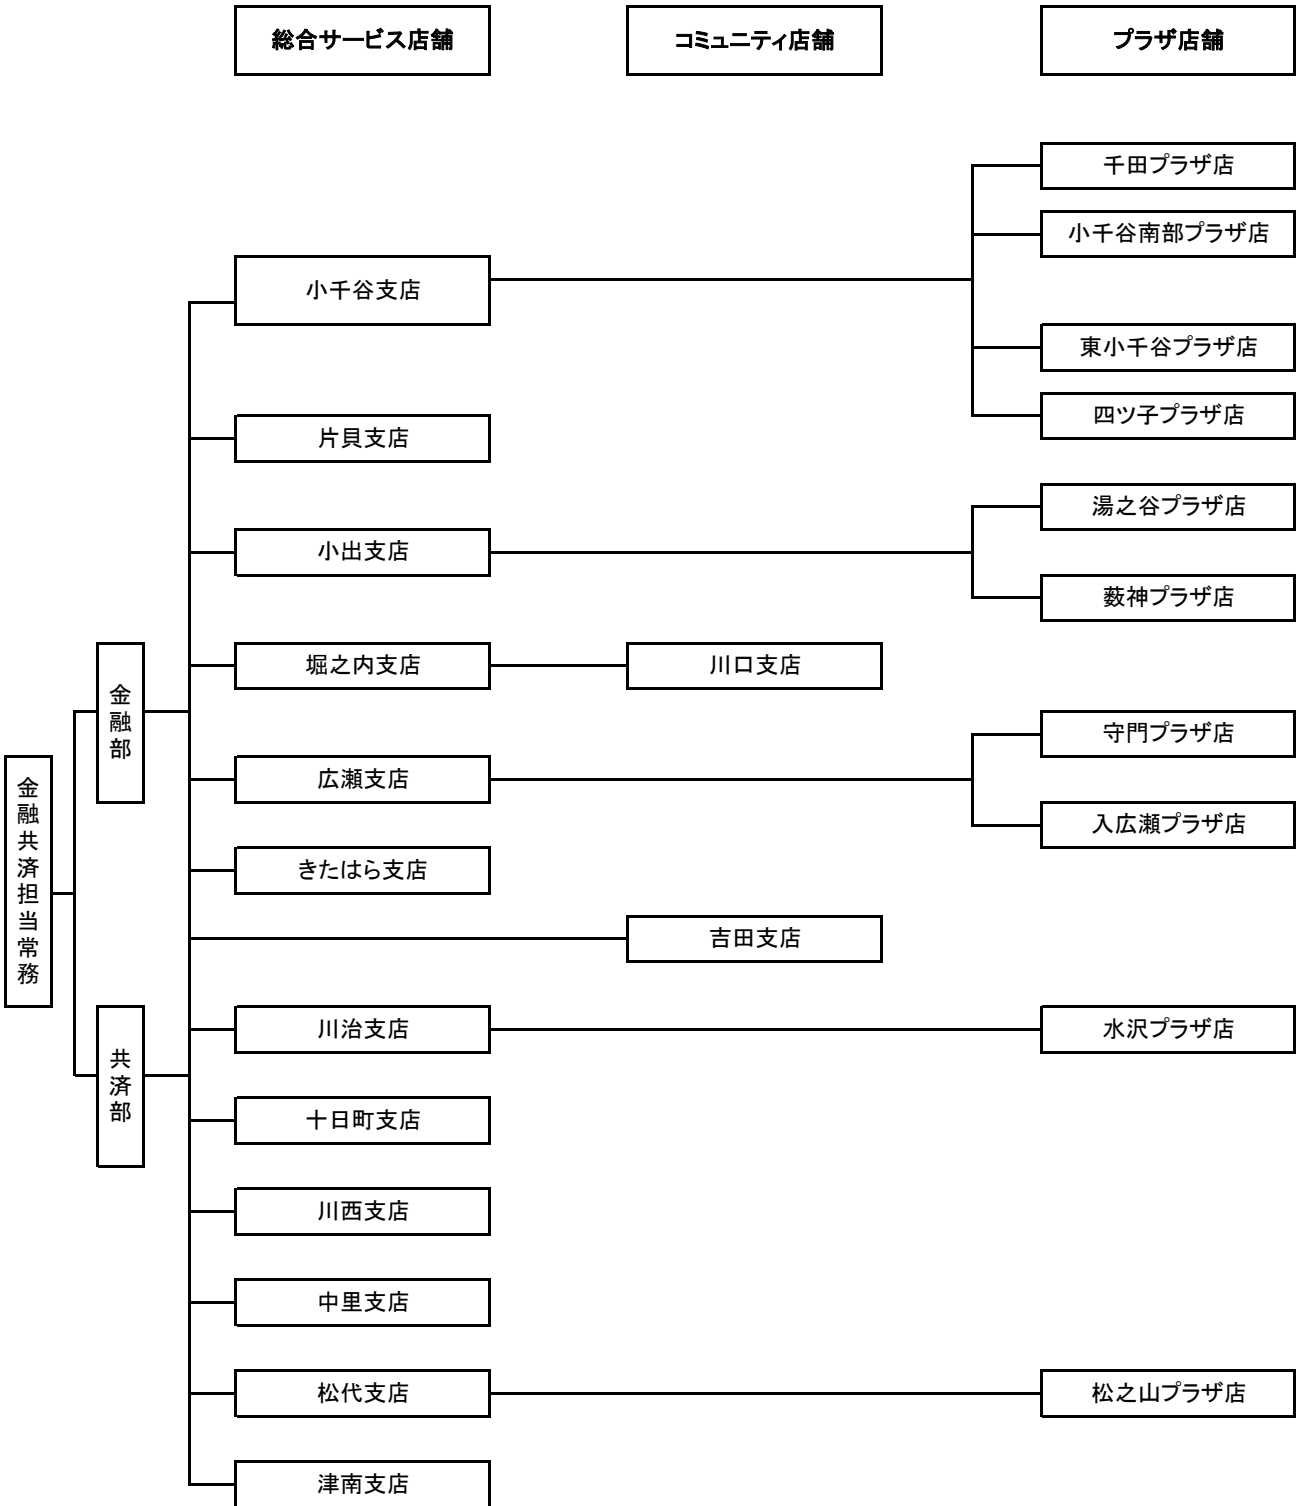 総合サービス店舗
コミュニティ店舗
プラザ店舗
千田プラザ店
小千谷南部プラザ店
小千谷支店
東小千谷プラザ店
四ツ子プラザ店
片貝支店
湯之谷プラザ店
小出支店
薮神プラザ店
堀之内支店
川口支店
金融部
守門プラザ店
広瀬支店
入広瀬プラザ店
金融共済担当常務
きたはら支店
吉田支店
川治支店
水沢プラザ店
共済部
十日町支店
川西支店
中里支店
松代支店
松之山プラザ店
津南支店